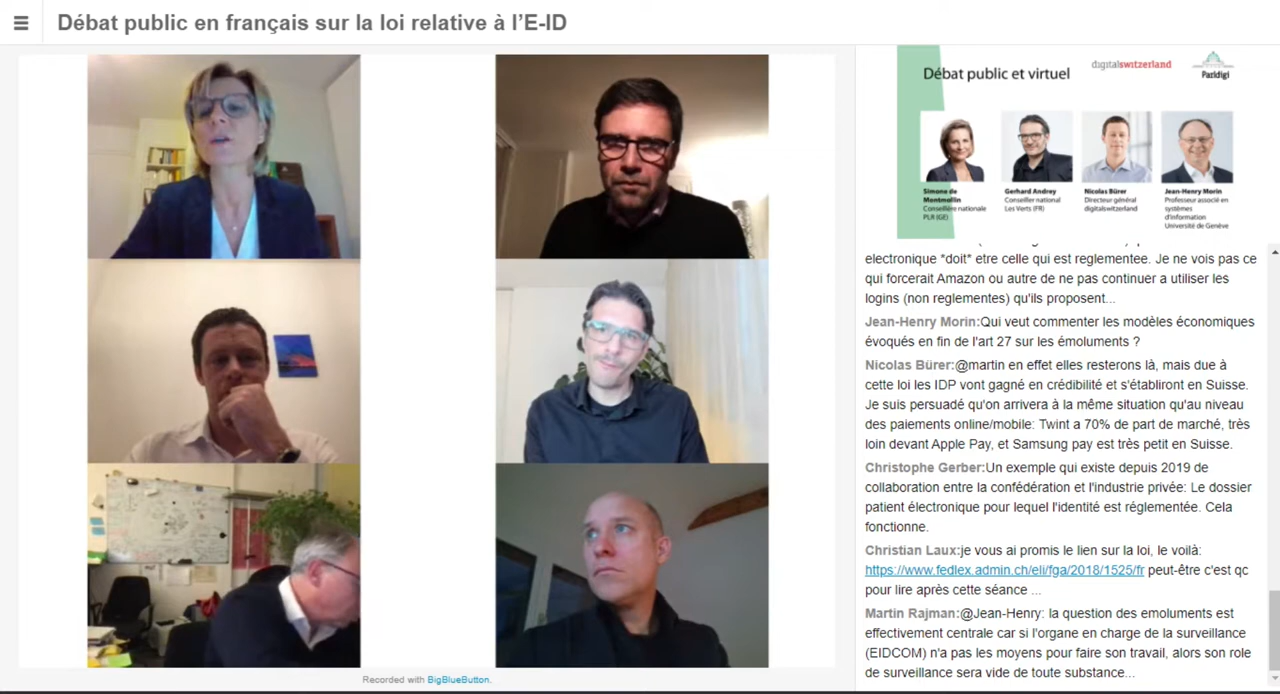 Débat public en français sur la loi relative à l'E-ID
Débat public et virtuel
digitalswitzerland
Parldigi
Simone de
Montmollin
Conseillère nationale
PLR (GE)
Gerhard Andrey
Conseiller national
Les Verts (FR)
Nicolas Bürer
Directeur général
digitalswitzerland
Jean-Henry Morin
Professeur associé en
systèmes
d'Information
Université de Genève
electronique *doit* etre celle qui est reglementee. Je ne vois pas ce
qui forcerait Amazon ou autre de ne pas continuer a utiliser les
logins (non reglementes) qu'ils proposent...
Jean-Henry Morin:Qui veut commenter les modèles économiques
évoqués en fin de l'art 27 sur les émoluments ?
Nicolas Bürer:@martin en effet elles resterons là, mais due à
cette loi les IDP vont gagné en crédibilité et s'établiront en Suisse.
Je suis persuadé qu'on arrivera à la même situation qu'au niveau
des paiements online/mobile: Twint a 70% de part de marché, très
loin devant Apple Pay, et Samsung pay est très petit en Suisse.
Christophe Gerber:Un exemple qui existe depuis 2019 de
collaboration entre la confédération et l'industrie privée: Le dossier
patient électronique pour lequel l'identité est réglementée. Cela
fonctionne.
Christian Laux:je vous ai promis le lien sur la loi, le voilà:
https://www.fedlex.admin.ch/eli/fga/2018/1525/fr peut-être c'est qc
pour lire après cette séance ...
Martin Rajman:@Jean-Henry: la question des emoluments est
effectivement centrale car si l'organe en charge de la surveillance
(EIDCOM) n'a pas les moyens pour faire son travail, alors son role
de surveillance sera vide de toute substance...
Recorded with BigBlueButton.